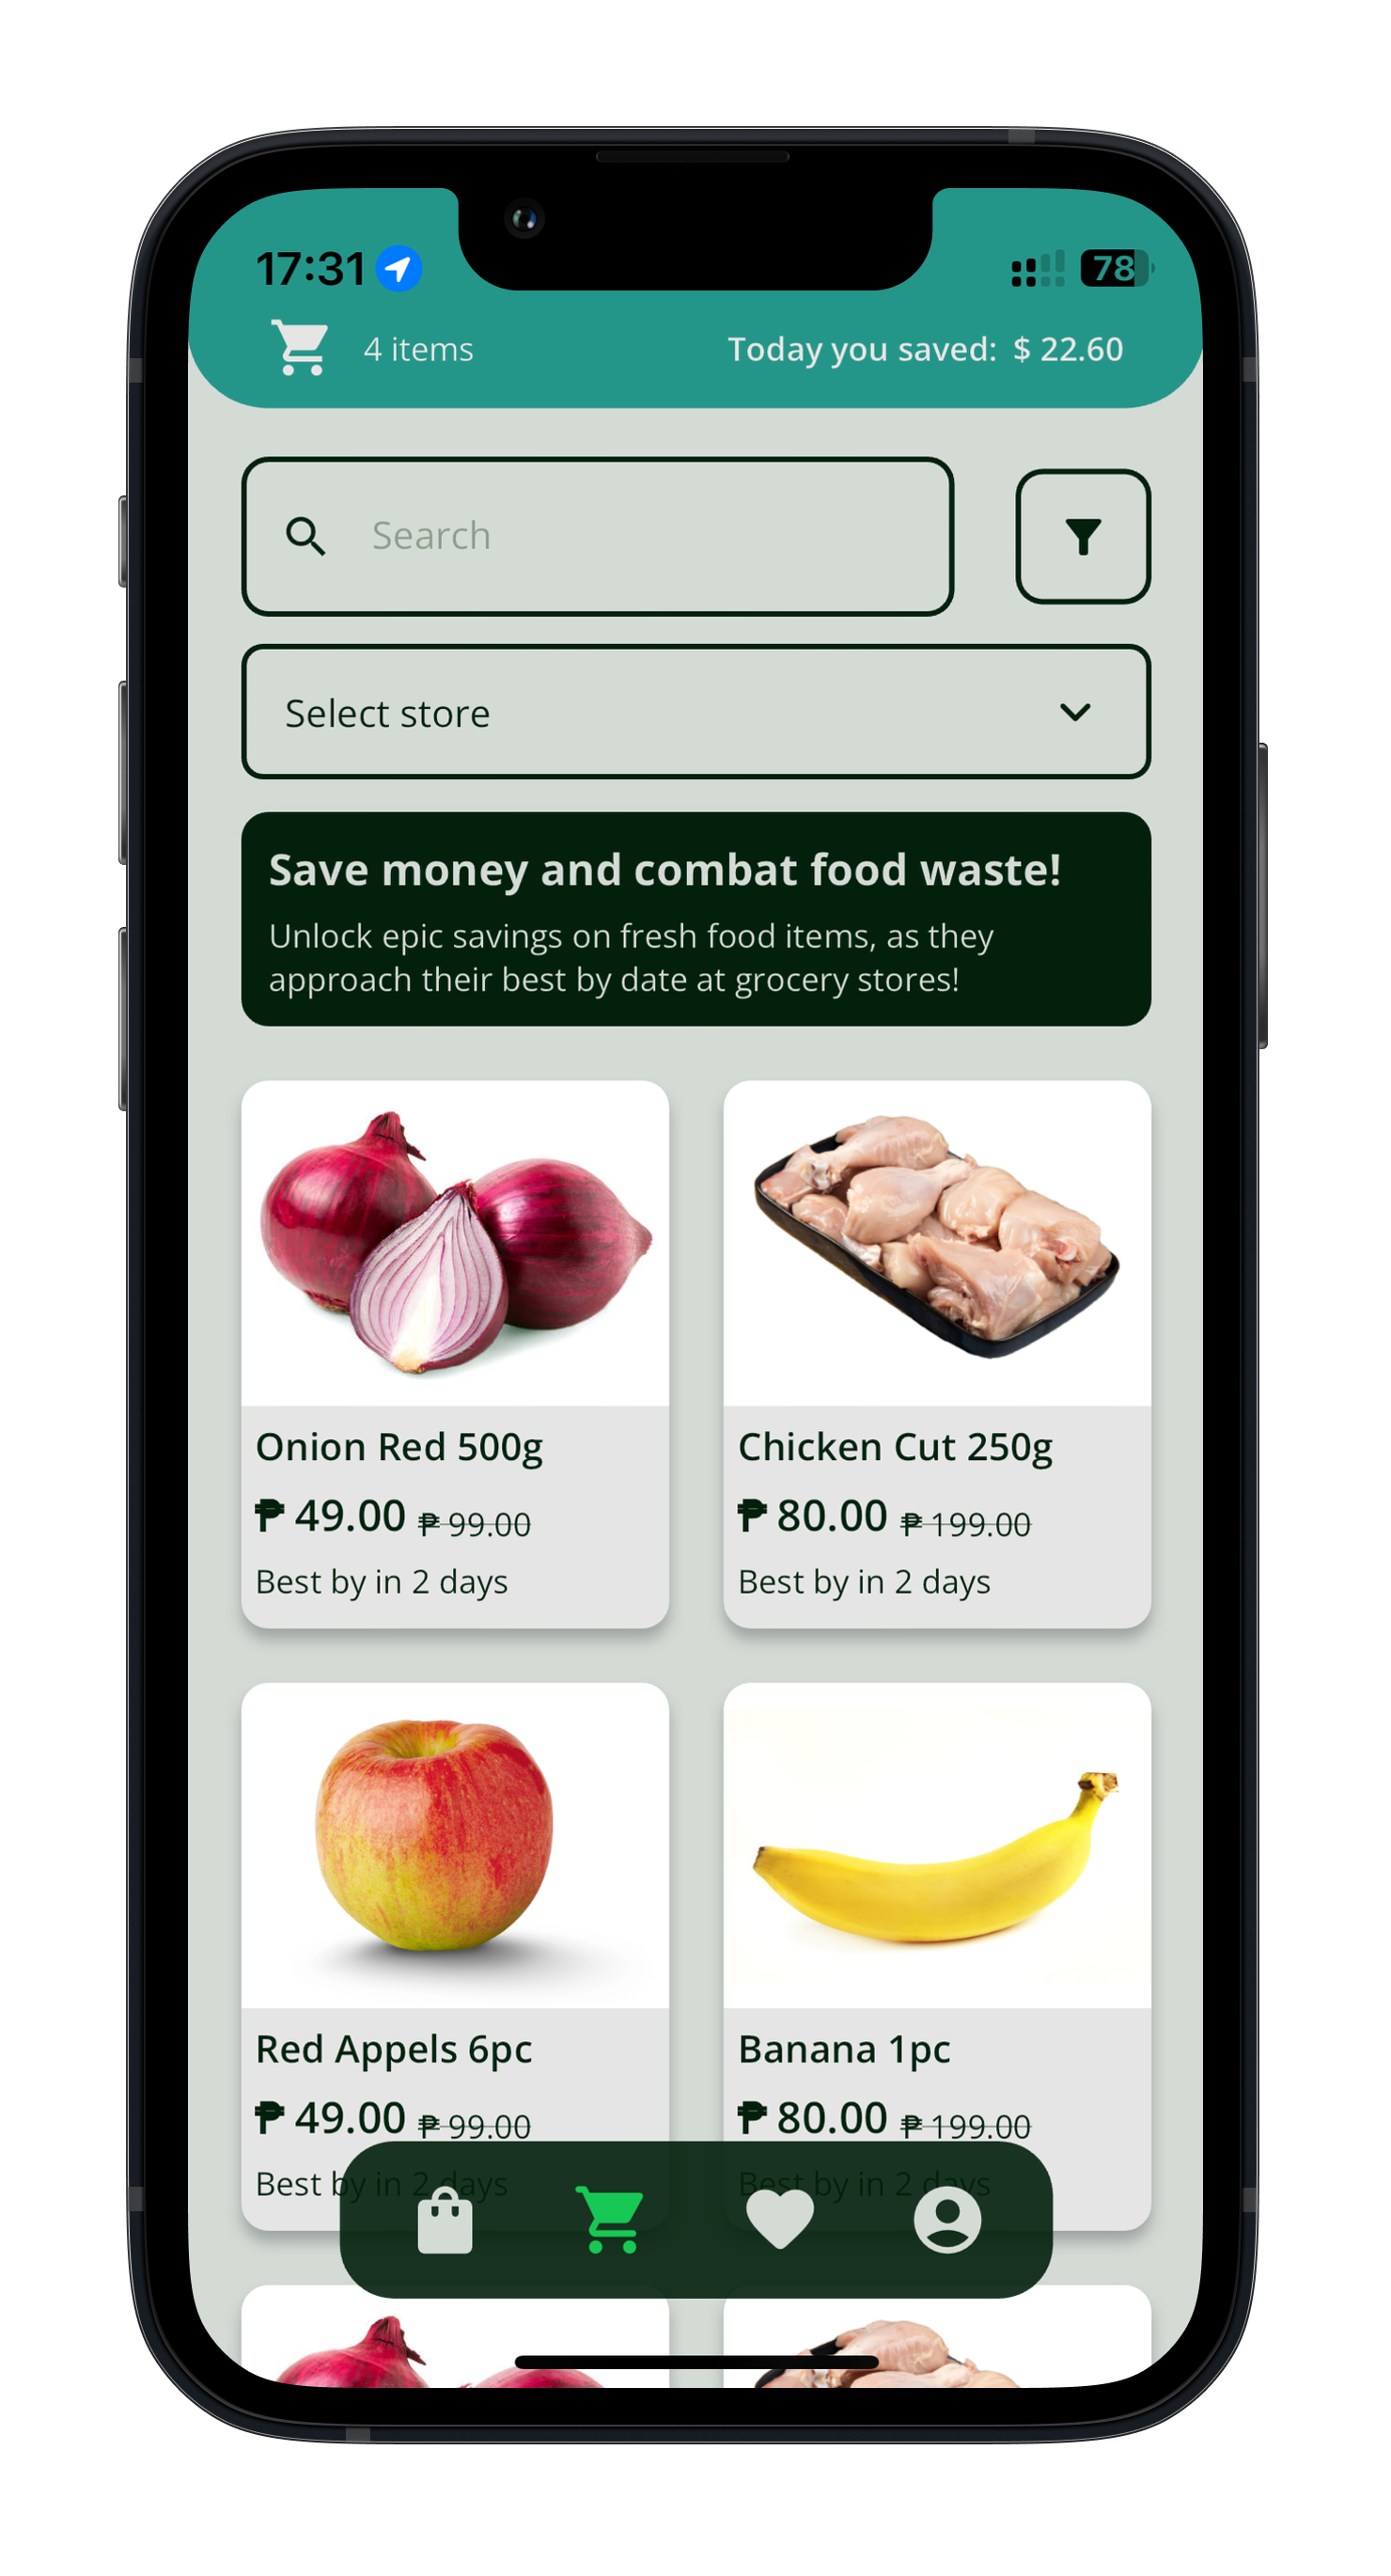 17:31
78
4 items
Today you saved: $ 22.60
Search
Select store
Save money and combat food waste!
Unlock epic savings on fresh food items, as they
approach their best by date at grocery stores!
Onion Red 500g
₱ 49.00 ₱ 99.00
Best by in 2 days
Chicken Cut 250g
₱ 80.00 ₱ 199.00
Best by in 2 days
Red Appels 6pc
₱ 49.00 ₱ 99.00
Best by in 2 days
Banana 1pc
₱ 80.00 ₱ 199.00
Best by in 2 days